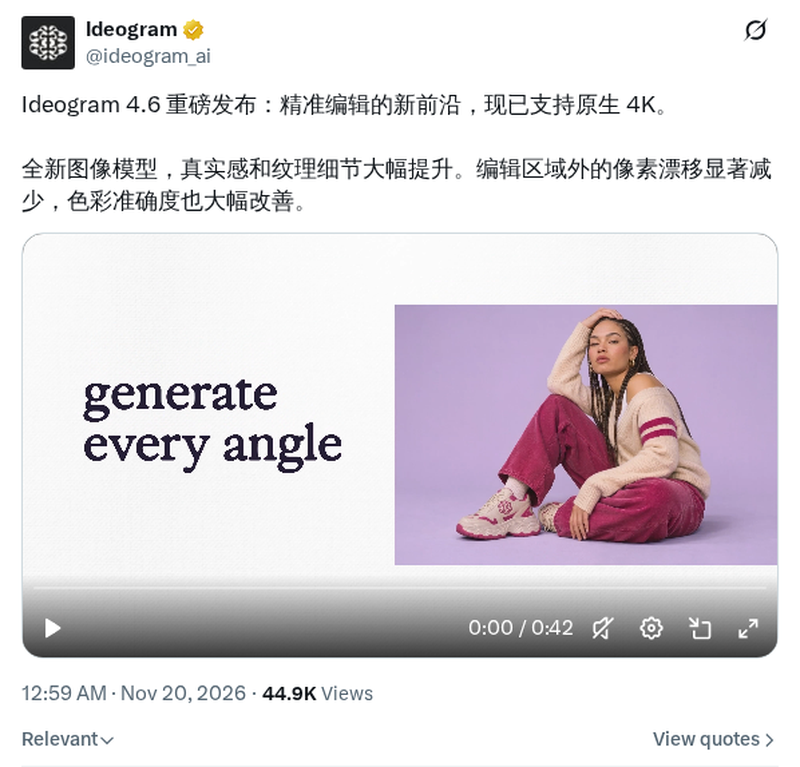 Ideogram
@ideogram_ai
Ideogram 4.6 重磅发布：精准编辑的新前沿，现已支持原生 4K。
全新图像模型，真实感和纹理细节大幅提升。编辑区域外的像素漂移显著减
少，色彩准确度也大幅改善。
generate
every angle
0:00 / 0:42
12:59 AM · Nov 20, 2026 · 44.9K Views
Relevant
View quotes